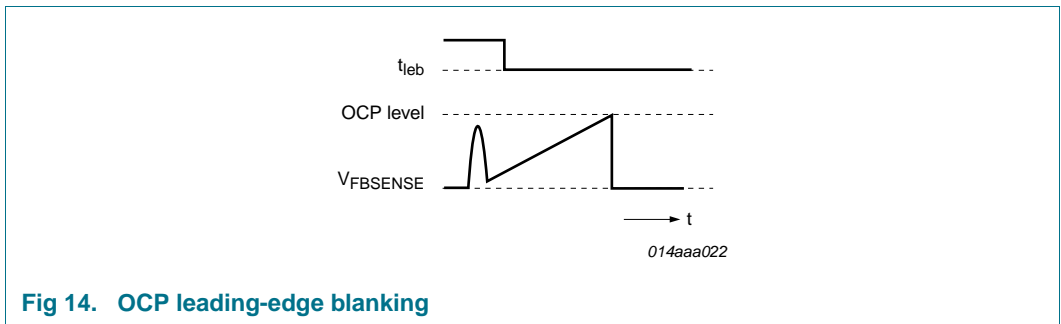 t_leb
OCP level
V_FBSENSE
t
014aaa022
Fig 14. OCP leading-edge blanking